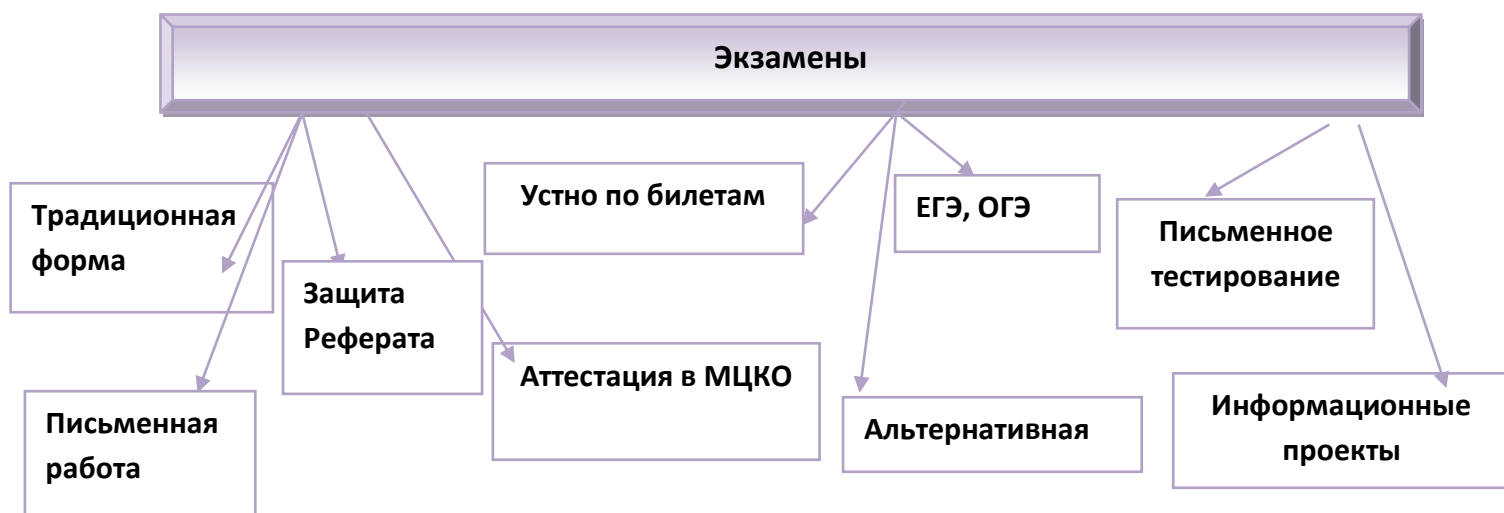 Экзамены
Традиционная
форма
Защита
Реферата
Устно по билетам
ЕГЭ, ОГЭ
Письменное
тестирование
Письменная
работа
Аттестация в МЦКО
Альтернативная
Информационные
проекты